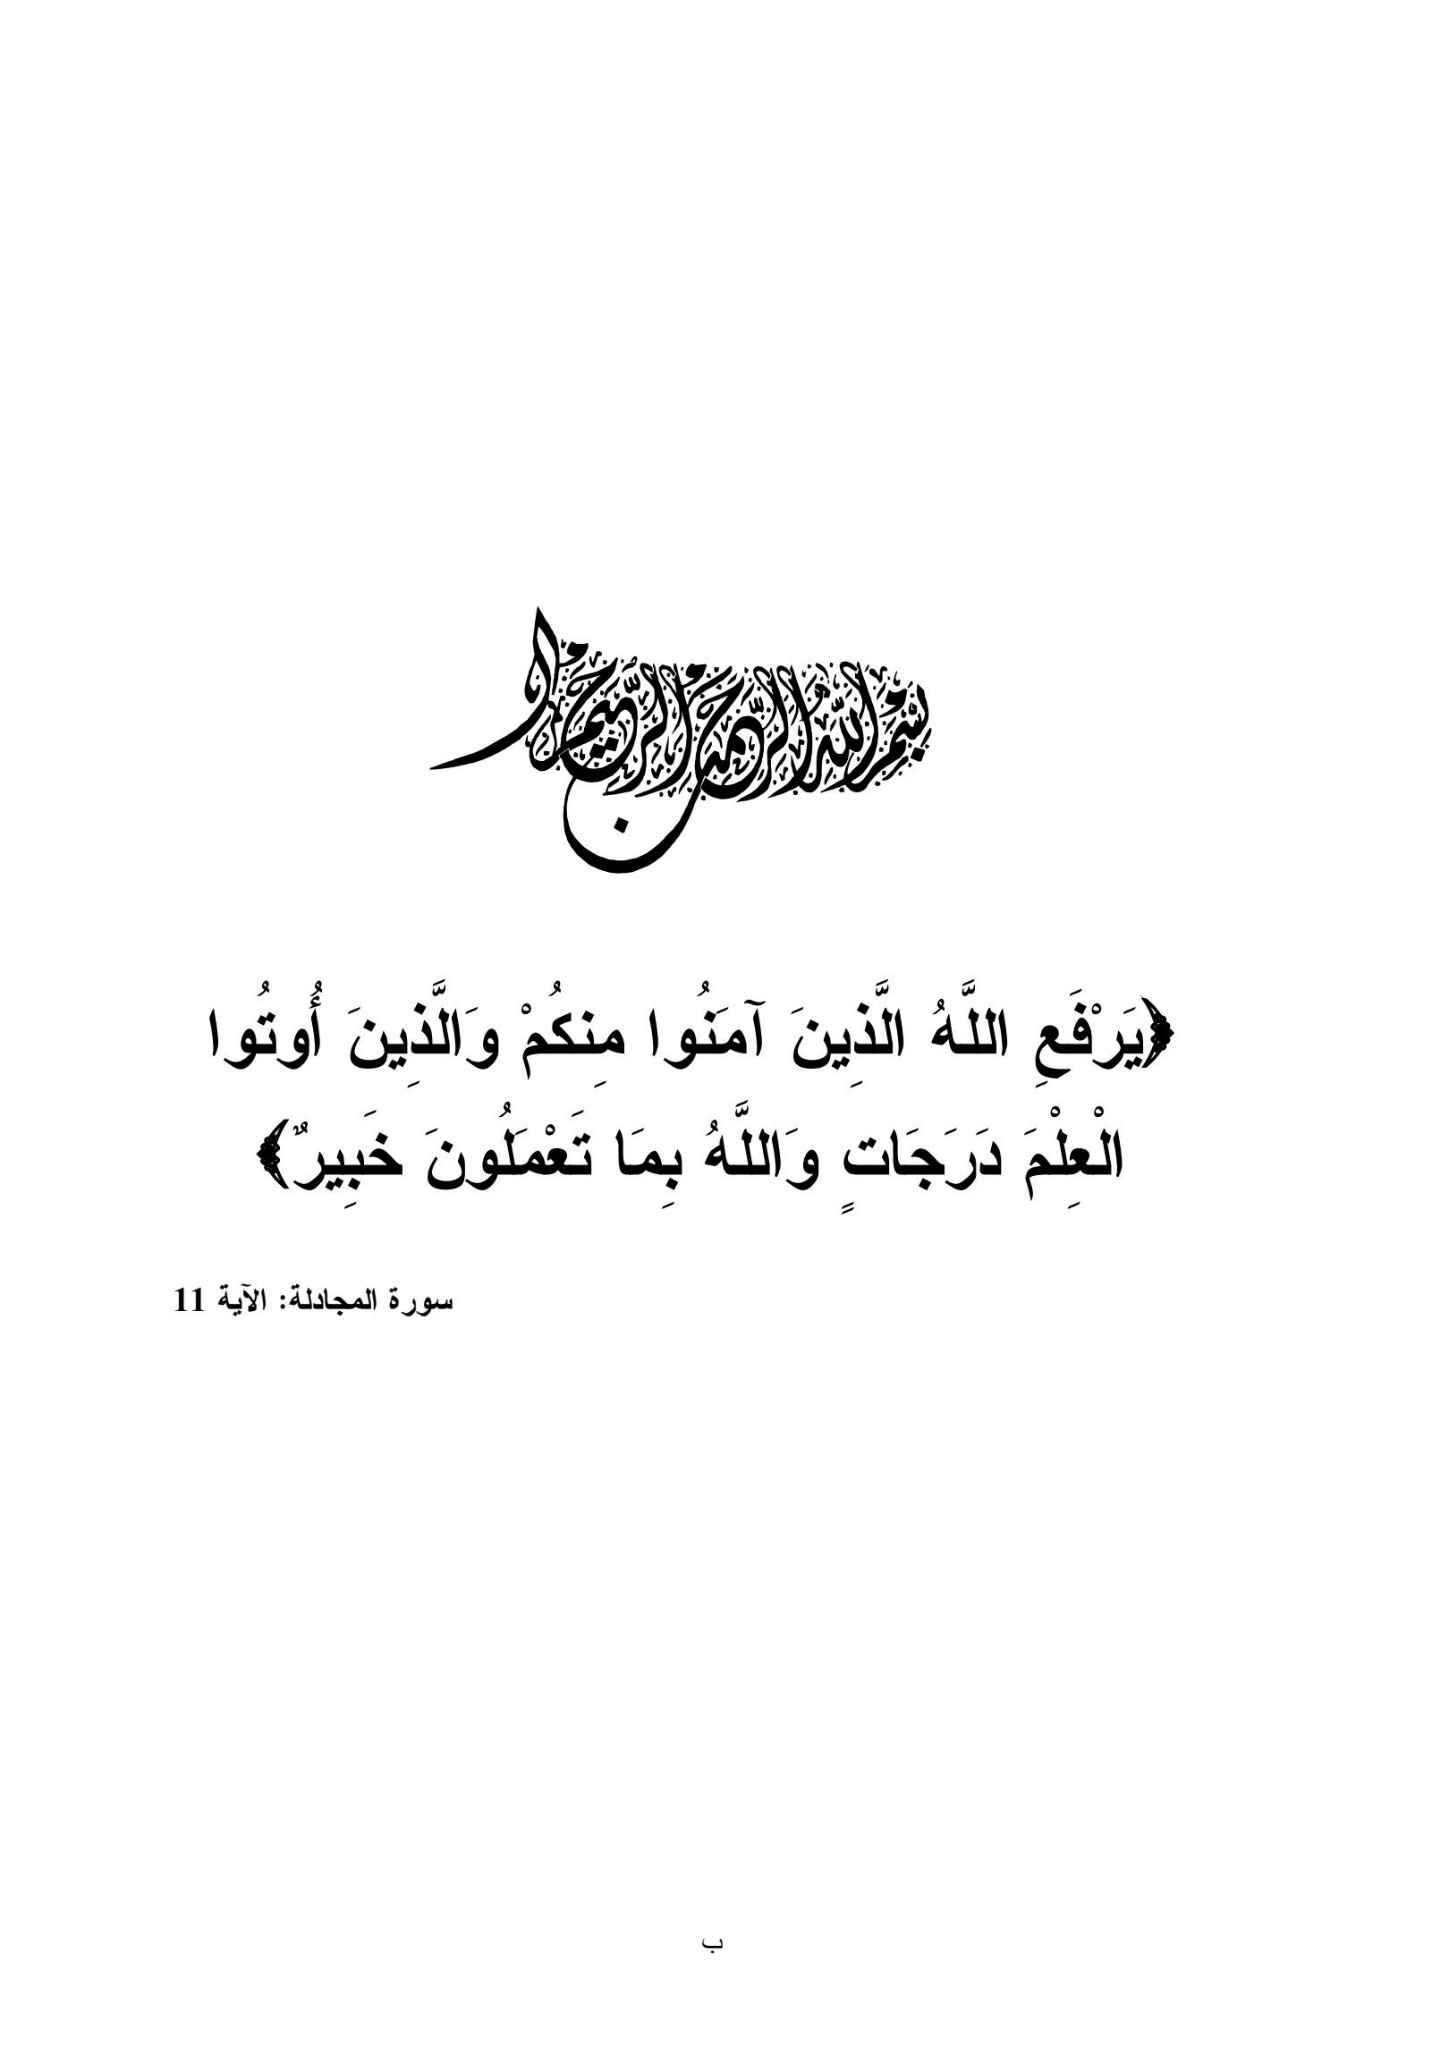 بسم الله الرحمن الرحيم
﴿يَرْفَعِ اللَّهُ الَّذِينَ آمَنُوا مِنكُمْ وَالَّذِينَ أُوتُوا
الْعِلْمَ دَرَجَاتٍ وَاللَّهُ بِمَا تَعْمَلُونَ خَبِيرٌ﴾
سورة المجادلة: الآية 11
ب